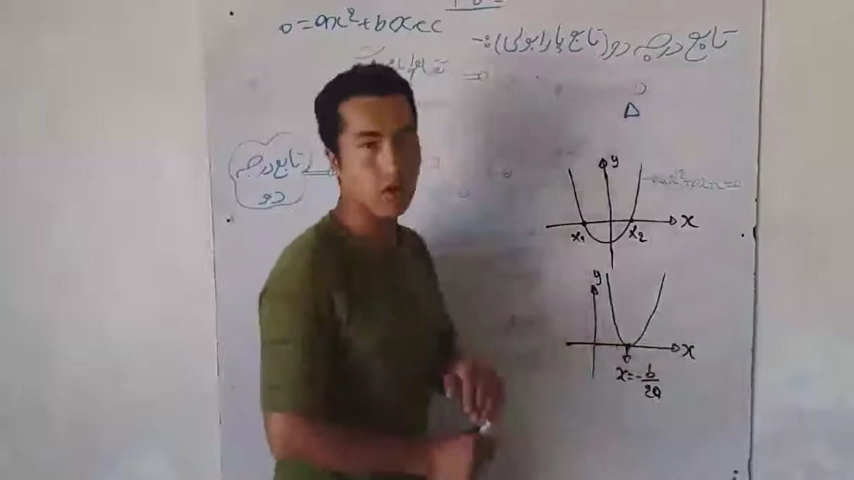 تابع درجه دو (تابع پارابولی):-
0=ax²+bx+c
Δ
تابع درجه دو
y
x
x₁
x₂
y
x
x=-b/2a